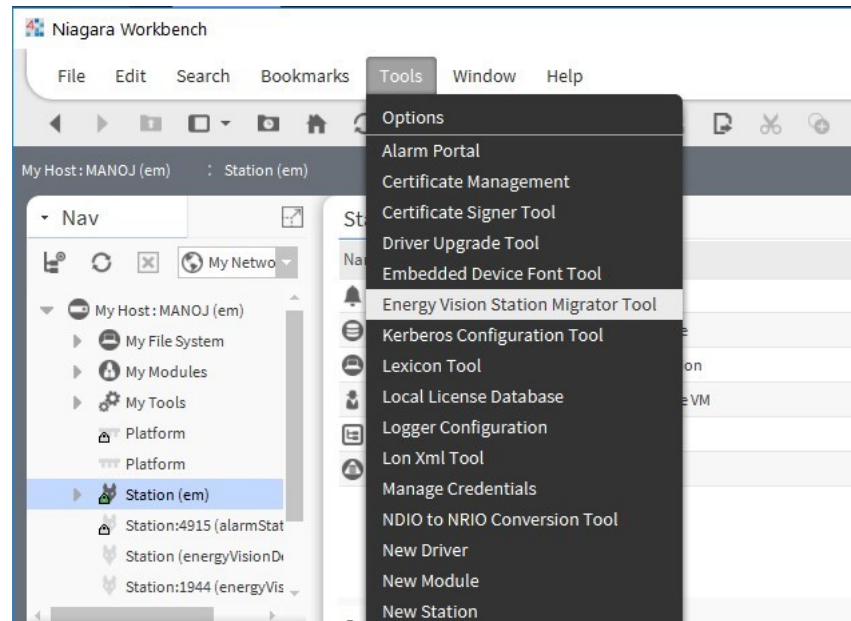 Niagara Workbench
File Edit Search Bookmarks Tools Window Help
My Host : MANOJ (em) : Station (em)
Nav
My Netwo
My Host : MANOJ (em)
My File System
My Modules
My Tools
Platform
Platform
Station (em)
Station:4915 (alarmStat
Station (energyVisionD
Station:1944 (energyVis
Options
Alarm Portal
Certificate Management
Certificate Signer Tool
Driver Upgrade Tool
Embedded Device Font Tool
Energy Vision Station Migrator Tool
Kerberos Configuration Tool
Lexicon Tool
Local License Database
Logger Configuration
Lon Xml Tool
Manage Credentials
NDIO to NRIO Conversion Tool
New Driver
New Module
New Station
St
Na
e
on
e VM